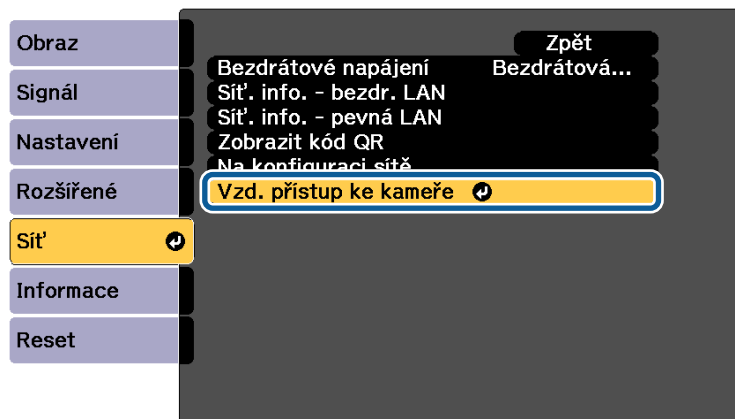 Obraz
Signál
Nastavení
Rozšířené
Síť
Informace
Reset
Zpět
Bezdrátové napájení Bezdrátová...
Síť. info. - bezdr. LAN
Síť. info. - pevná LAN
Zobrazit kód QR
Na konfiguraci sítě
Vzd. přístup ke kameře